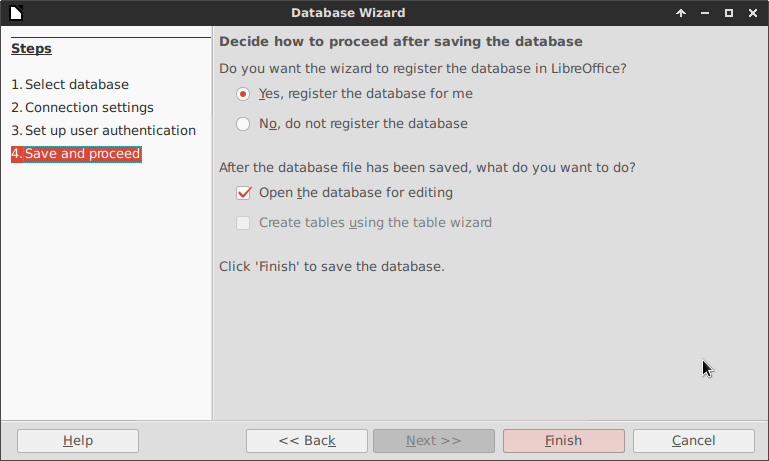 Database Wizard
Steps
1. Select database
2. Connection settings
3. Set up user authentication
4. Save and proceed
Decide how to proceed after saving the database
Do you want the wizard to register the database in LibreOffice?
Yes, register the database for me
No, do not register the database
After the database file has been saved, what do you want to do?
Open the database for editing
Create tables using the table wizard
Click 'Finish' to save the database.
Help
<< Back
Next >>
Finish
Cancel